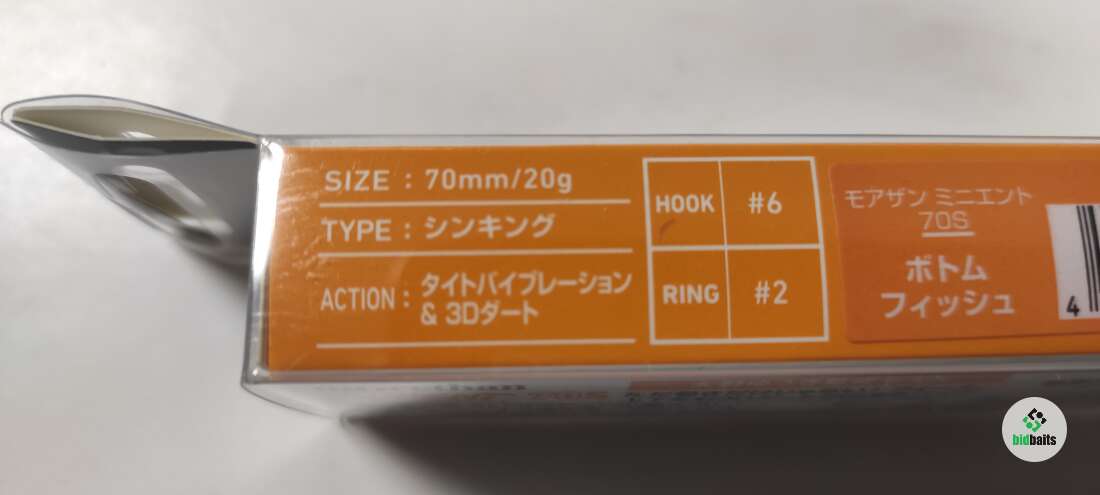 SIZE : 70mm/20g
TYPE : シンキング
ACTION : タイトバイブレーション
& 3Dダート
HOOK #6
RING #2
モアザン ミニエント
70S
ボトム
フィッシュ
4
bidbaits